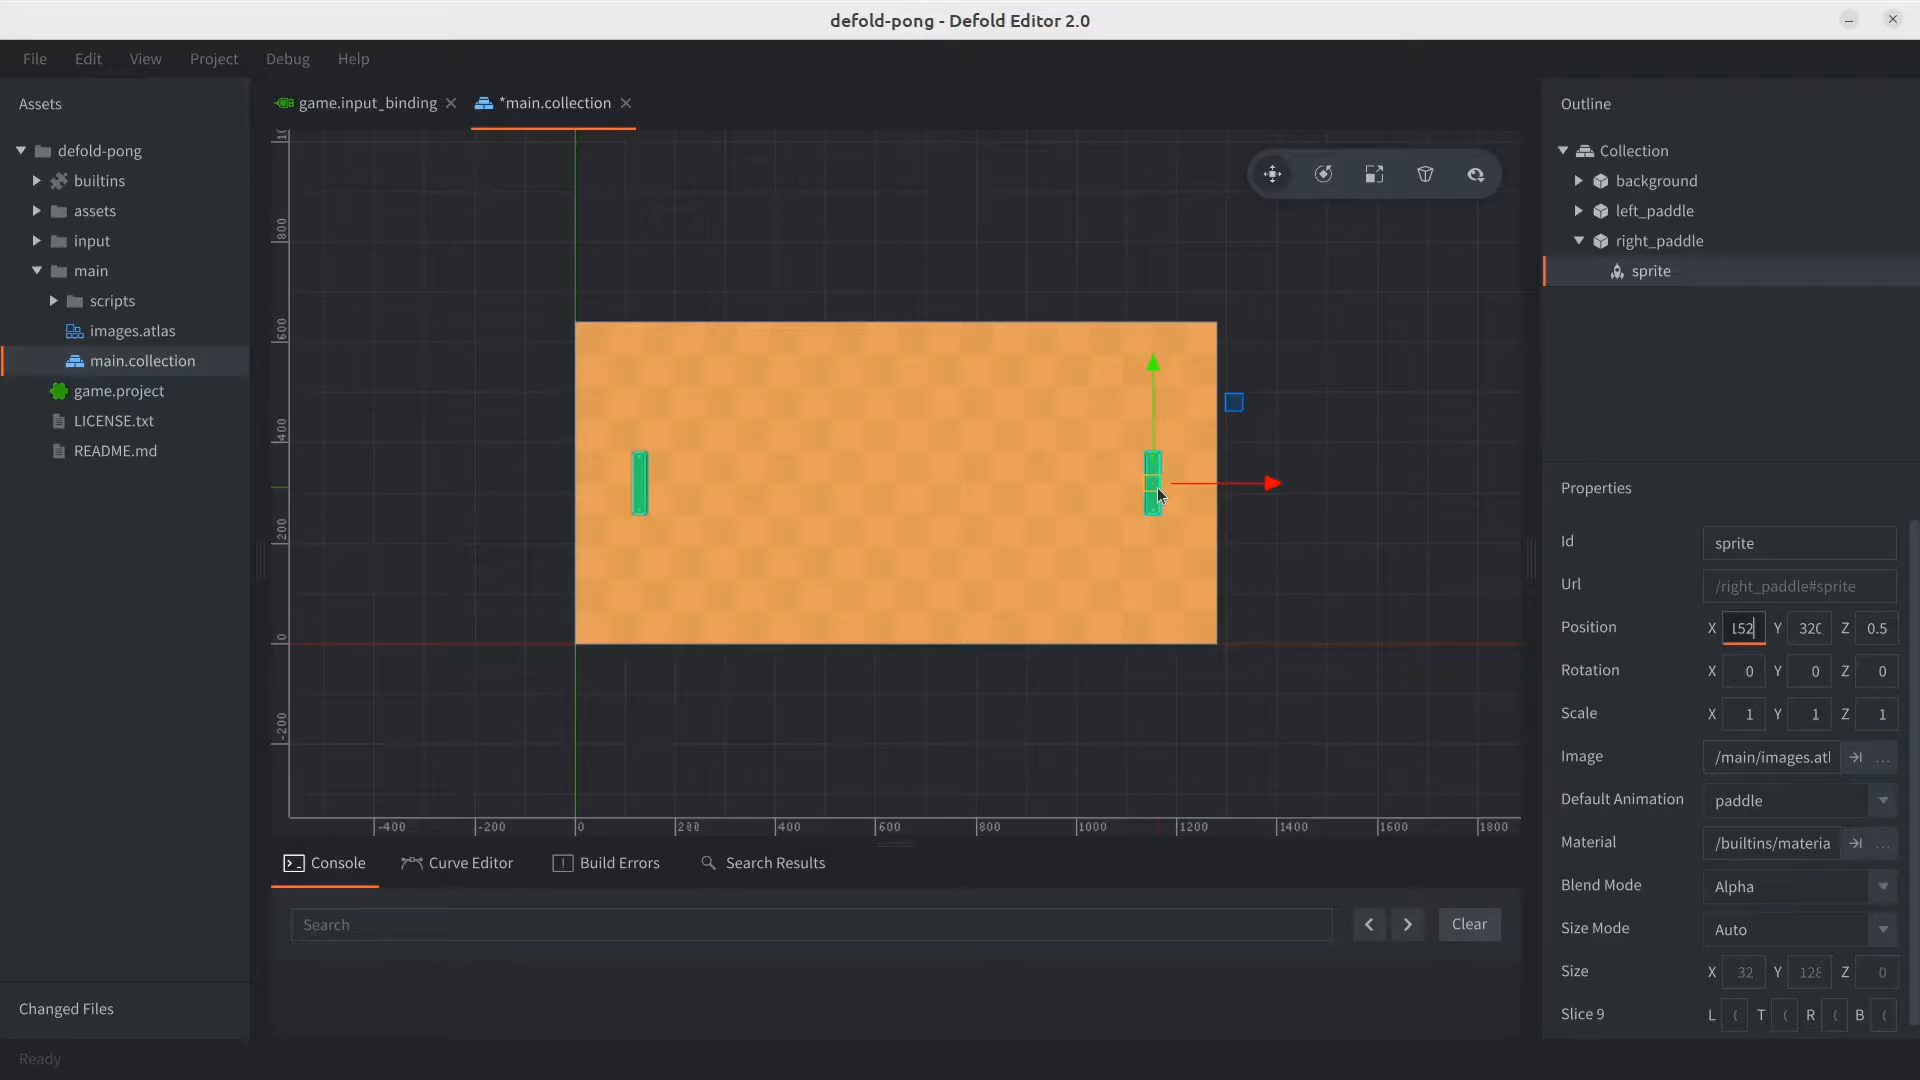 defold-pong - Defold Editor 2.0
File Edit View Project Debug Help
Assets
defold-pong
builtins
assets
input
main
scripts
images.atlas
main.collection
game.project
LICENSE.txt
README.md
Changed Files
Ready
game.input_binding
*main.collection
800
600
400
200
0
-200
-400 -200 0 200 400 600 800 1000 1200 1400 1600 1800
Console Curve Editor Build Errors Search Results
Search
Clear
Outline
Collection
background
left_paddle
right_paddle
sprite
Properties
Id sprite
Url /right_paddle#sprite
Position X 152 Y 320 Z 0.5
Rotation X 0 Y 0 Z 0
Scale X 1 Y 1 Z 1
Image /main/images.atl ...
Default Animation paddle
Material /builtins/materia ...
Blend Mode Alpha
Size Mode Auto
Size X 32 Y 128 Z 0
Slice 9 L T R B